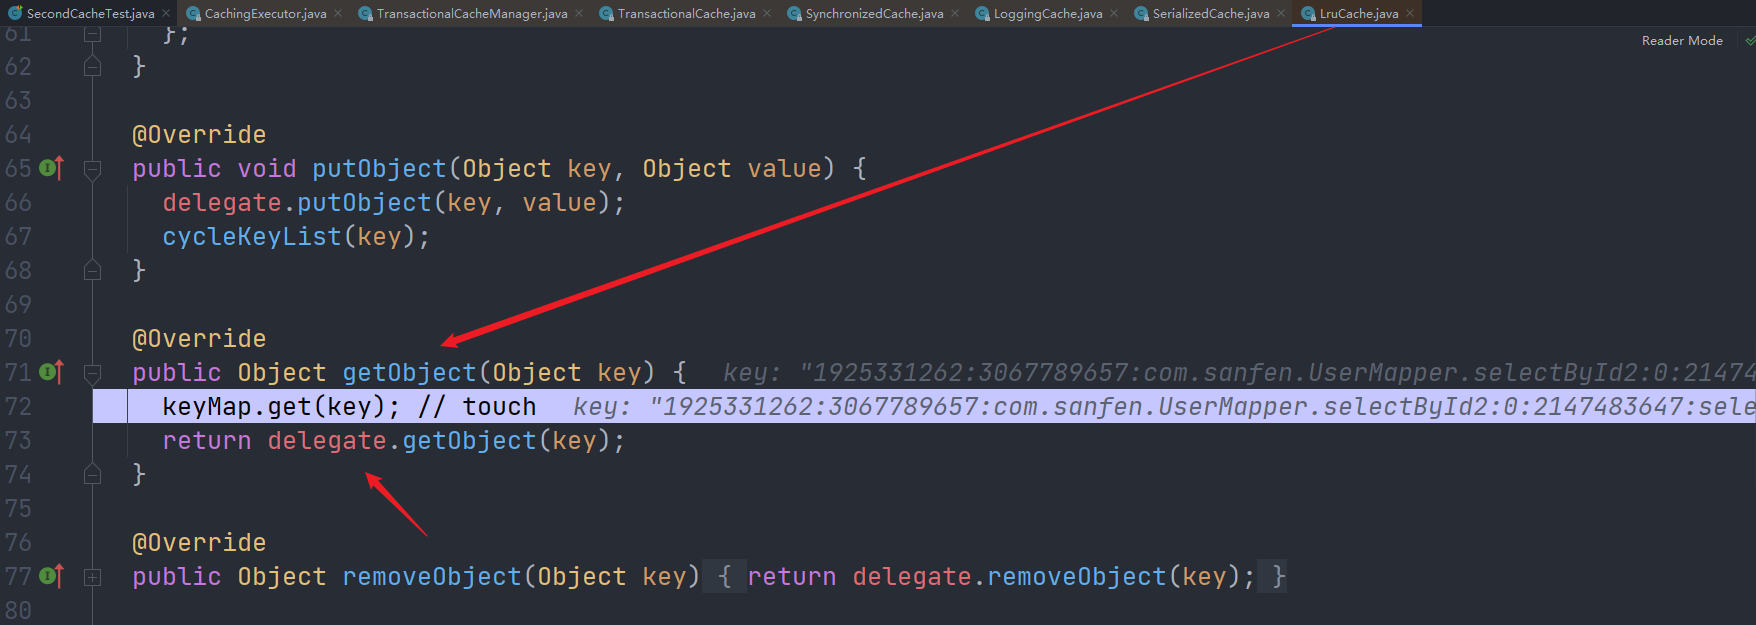 SecondCacheTest.java CachingExecutor.java TransactionalCacheManager.java TransactionalCache.java SynchronizedCache.java LoggingCache.java SerializedCache.java LruCache.java
Reader Mode
61 };
62 }
63
64 @Override
65 public void putObject(Object key, Object value) {
66 delegate.putObject(key, value);
67 cycleKeyList(key);
68 }
69
70 @Override
71 public Object getObject(Object key) { key: "1925331262:3067789657:com.sanfen.UserMapper.selectById2:0:21474
72 keyMap.get(key); // touch key: "1925331262:3067789657:com.sanfen.UserMapper.selectById2:0:2147483647:sele
73 return delegate.getObject(key);
74 }
75
76 @Override
77 public Object removeObject(Object key) { return delegate.removeObject(key); }
80